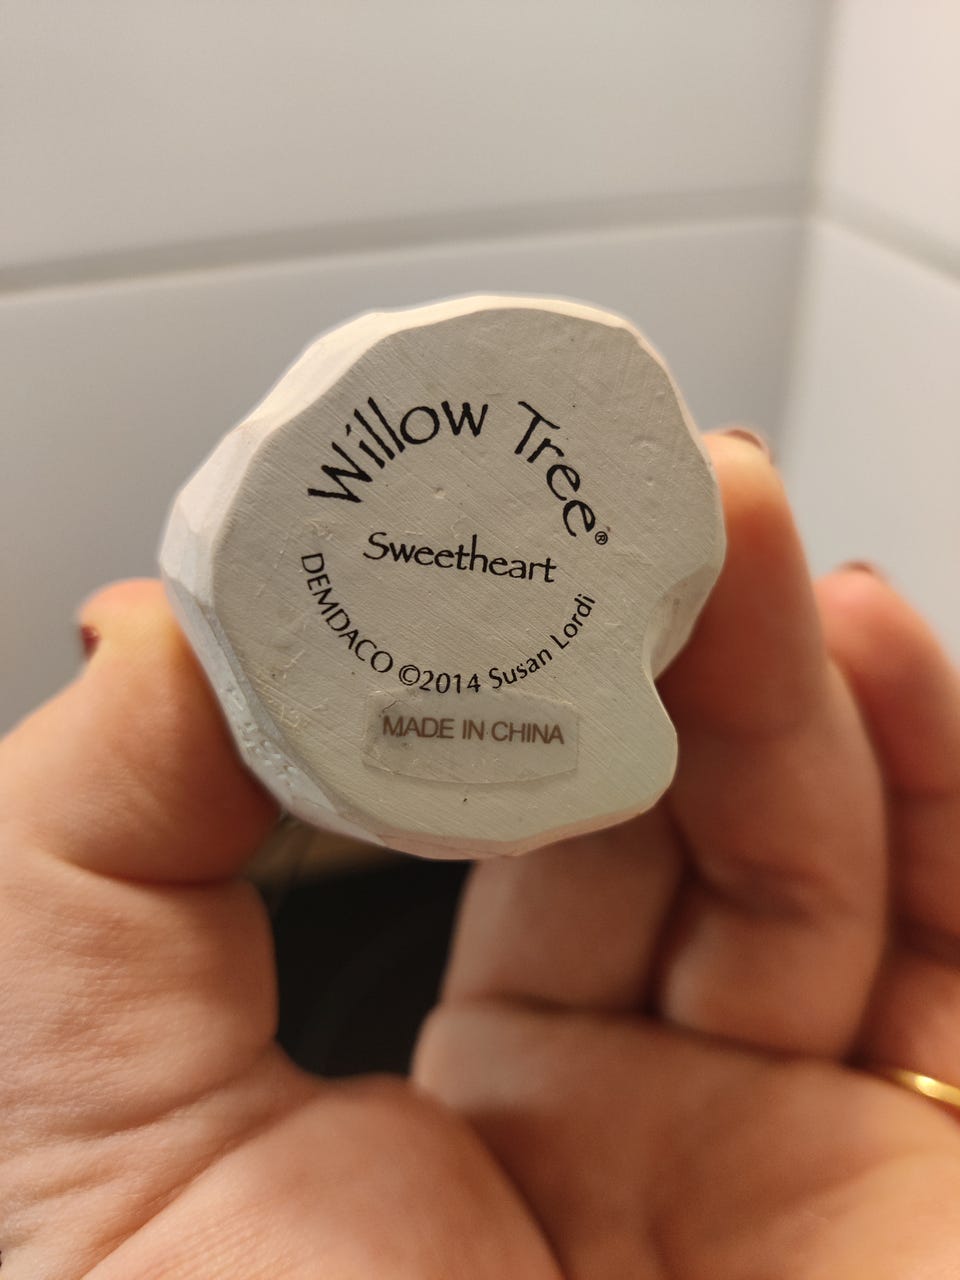 Willow Tree®
Sweetheart
DEMDACO ©2014 Susan Lordi
MADE IN CHINA